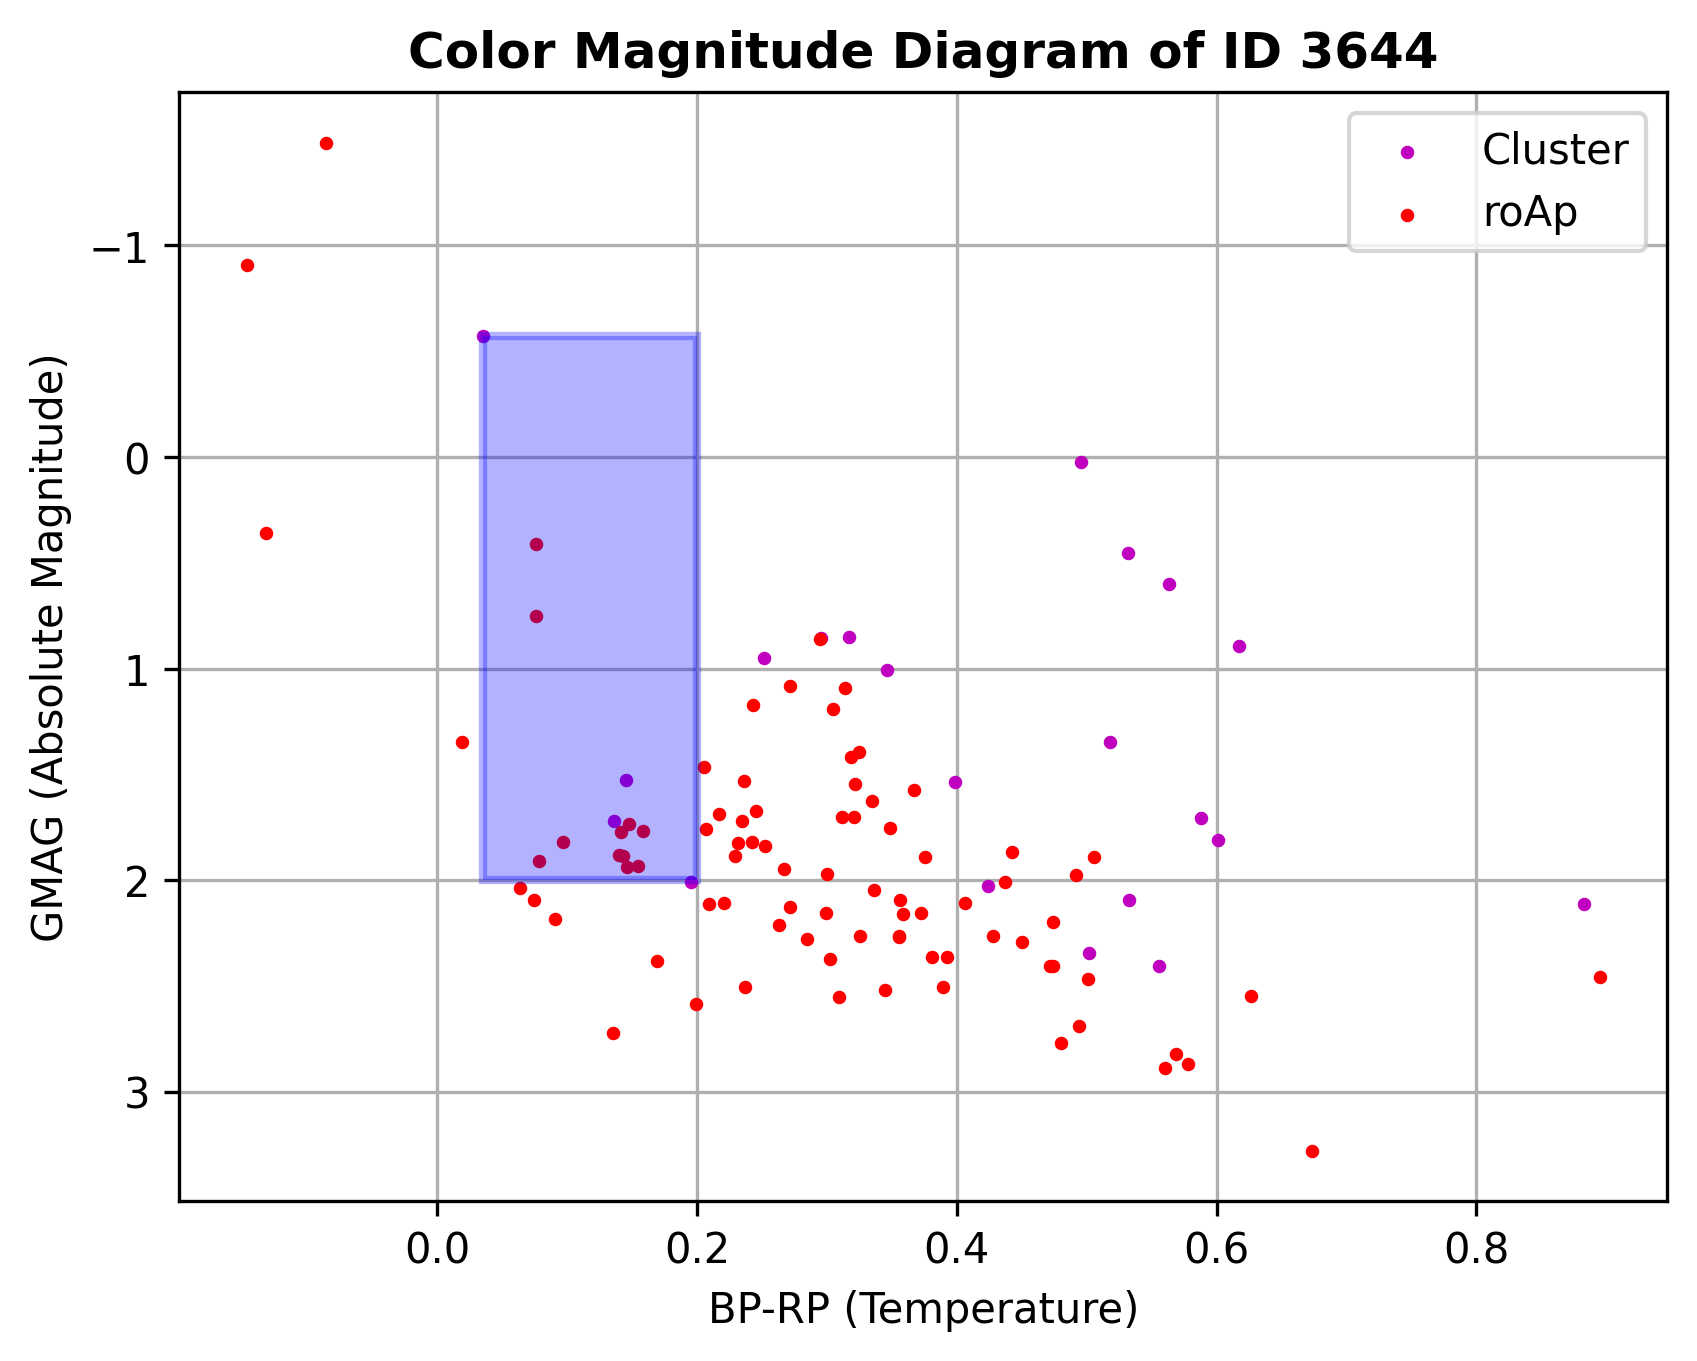 Color Magnitude Diagram of ID 3644
Cluster
roAp
−1
0
1
2
3
GMAG (Absolute Magnitude)
0.0 0.2 0.4 0.6 0.8
BP-RP (Temperature)